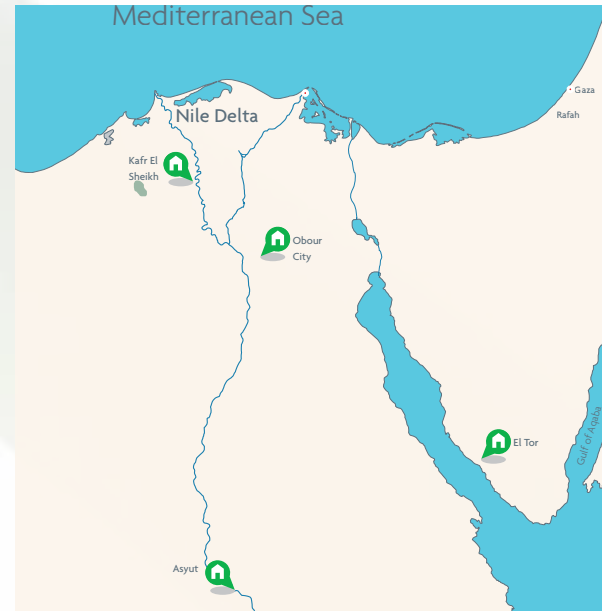 Mediterranean Sea
Gaza
Rafah
Nile Delta
Kafr El
Sheikh
Obour
City
El Tor
Gulf of Aqaba
Asyut